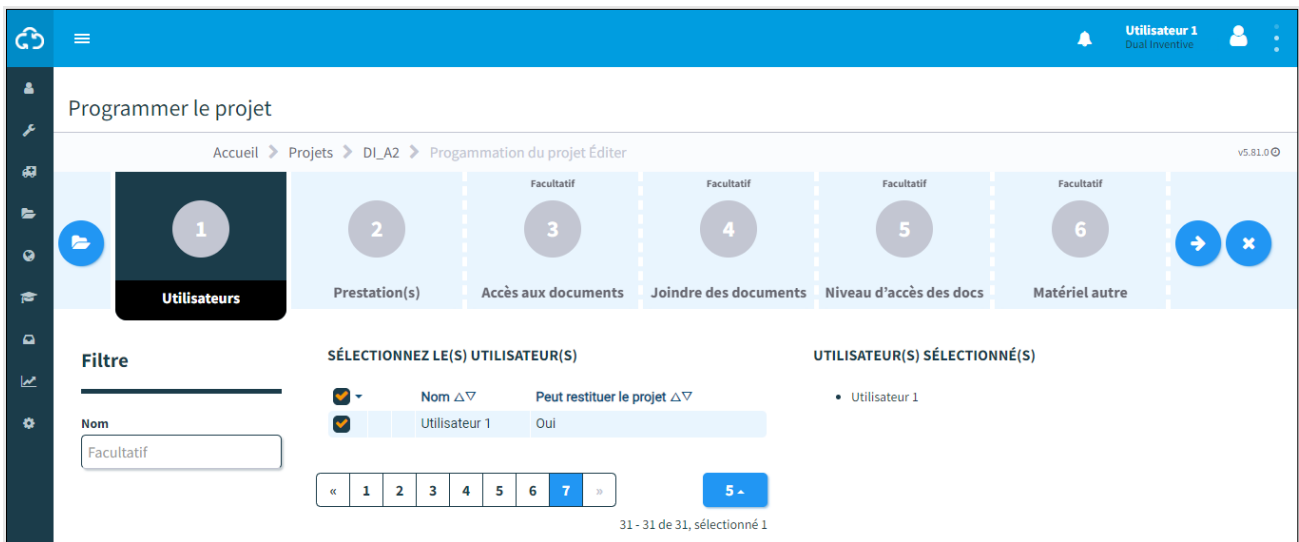 Utilisateur 1
Dual Inventive
Programmer le projet
Accueil Projets DI_A2 Progammation du projet Éditer
v5.81.0
Facultatif Facultatif Facultatif Facultatif
1 2 3 4 5 6
Utilisateurs Prestation(s) Accès aux documents Joindre des documents Niveau d'accès des docs Matériel autre
Filtre
SÉLECTIONNEZ LE(S) UTILISATEUR(S)
UTILISATEUR(S) SÉLECTIONNÉ(S)
Nom △▽ Peut restituer le projet △▽
• Utilisateur 1
Nom
Utilisateur 1 Oui
Facultatif
« 1 2 3 4 5 6 7 »
5
31 - 31 de 31, sélectionné 1